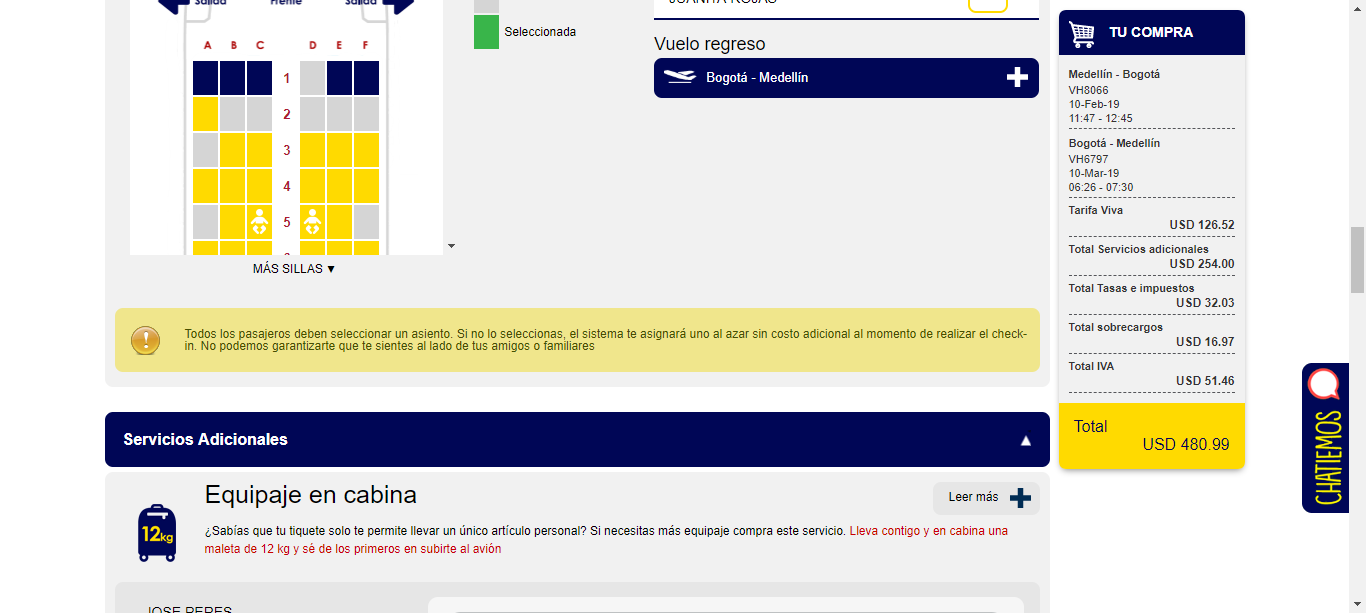 Salida Frente Salida
A B C D E F
1
2
3
4
5
MÁS SILLAS ▼
Seleccionada
JUANITA ROJAS
Vuelo regreso
Bogotá - Medellín
Todos los pasajeros deben seleccionar un asiento. Si no lo seleccionas, el sistema te asignará uno al azar sin costo adicional al momento de realizar el check-
in. No podemos garantizarte que te sientes al lado de tus amigos o familiares
Servicios Adicionales
Equipaje en cabina
Leer más
12kg
¿Sabías que tu tiquete solo te permite llevar un único artículo personal? Si necesitas más equipaje compra este servicio. Lleva contigo y en cabina una
maleta de 12 kg y sé de los primeros en subirte al avión
JOSE PERES
TU COMPRA
Medellín - Bogotá
VH8066
10-Feb-19
11:47 - 12:45
Bogotá - Medellín
VH6797
10-Mar-19
06:26 - 07:30
Tarifa Viva
USD 126.52
Total Servicios adicionales
USD 254.00
Total Tasas e impuestos
USD 32.03
Total sobrecargos
USD 16.97
Total IVA
USD 51.46
Total
USD 480.99
CHATIEMOS